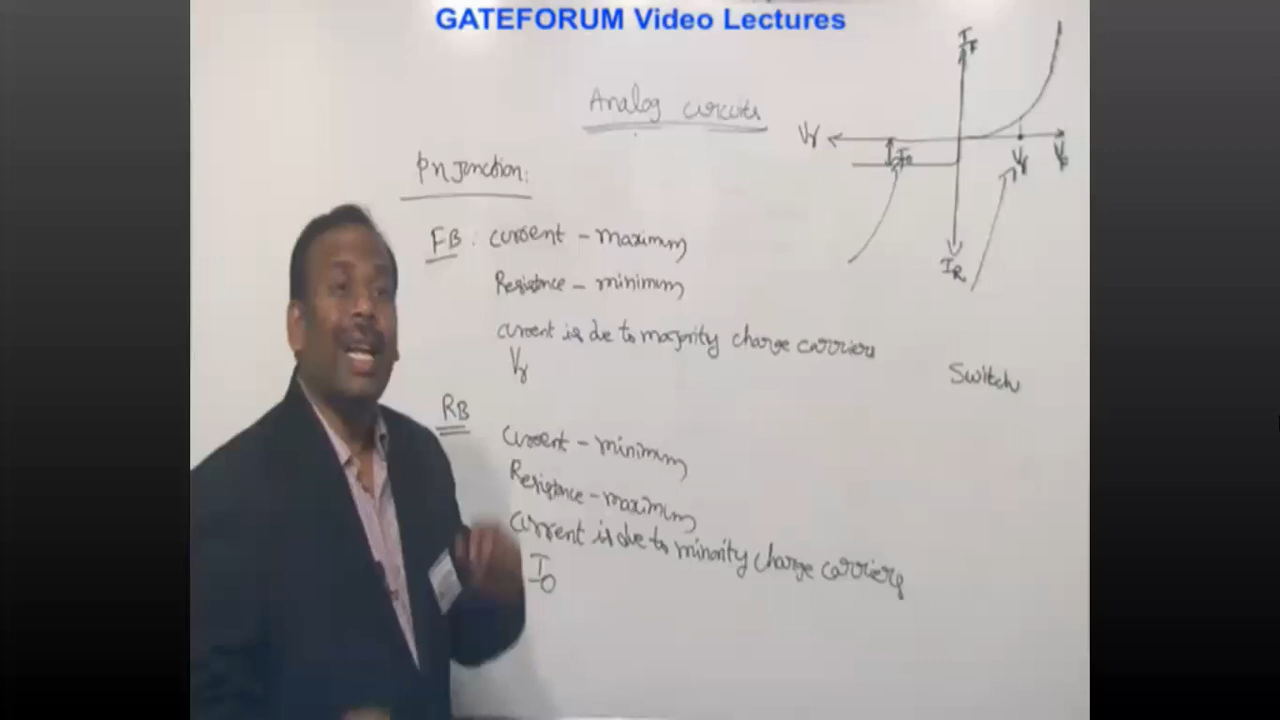 GATEFORUM Video Lectures
Analog circuits
Pn Junction:
FB : current - maximum
Resistance - minimum
current is due to majority charge carriers
Vγ
RB
current - minimum
Resistance - maximum
current is due to minority charge carriers
I0
IF
Vr
I0
Vγ
IR
Switch